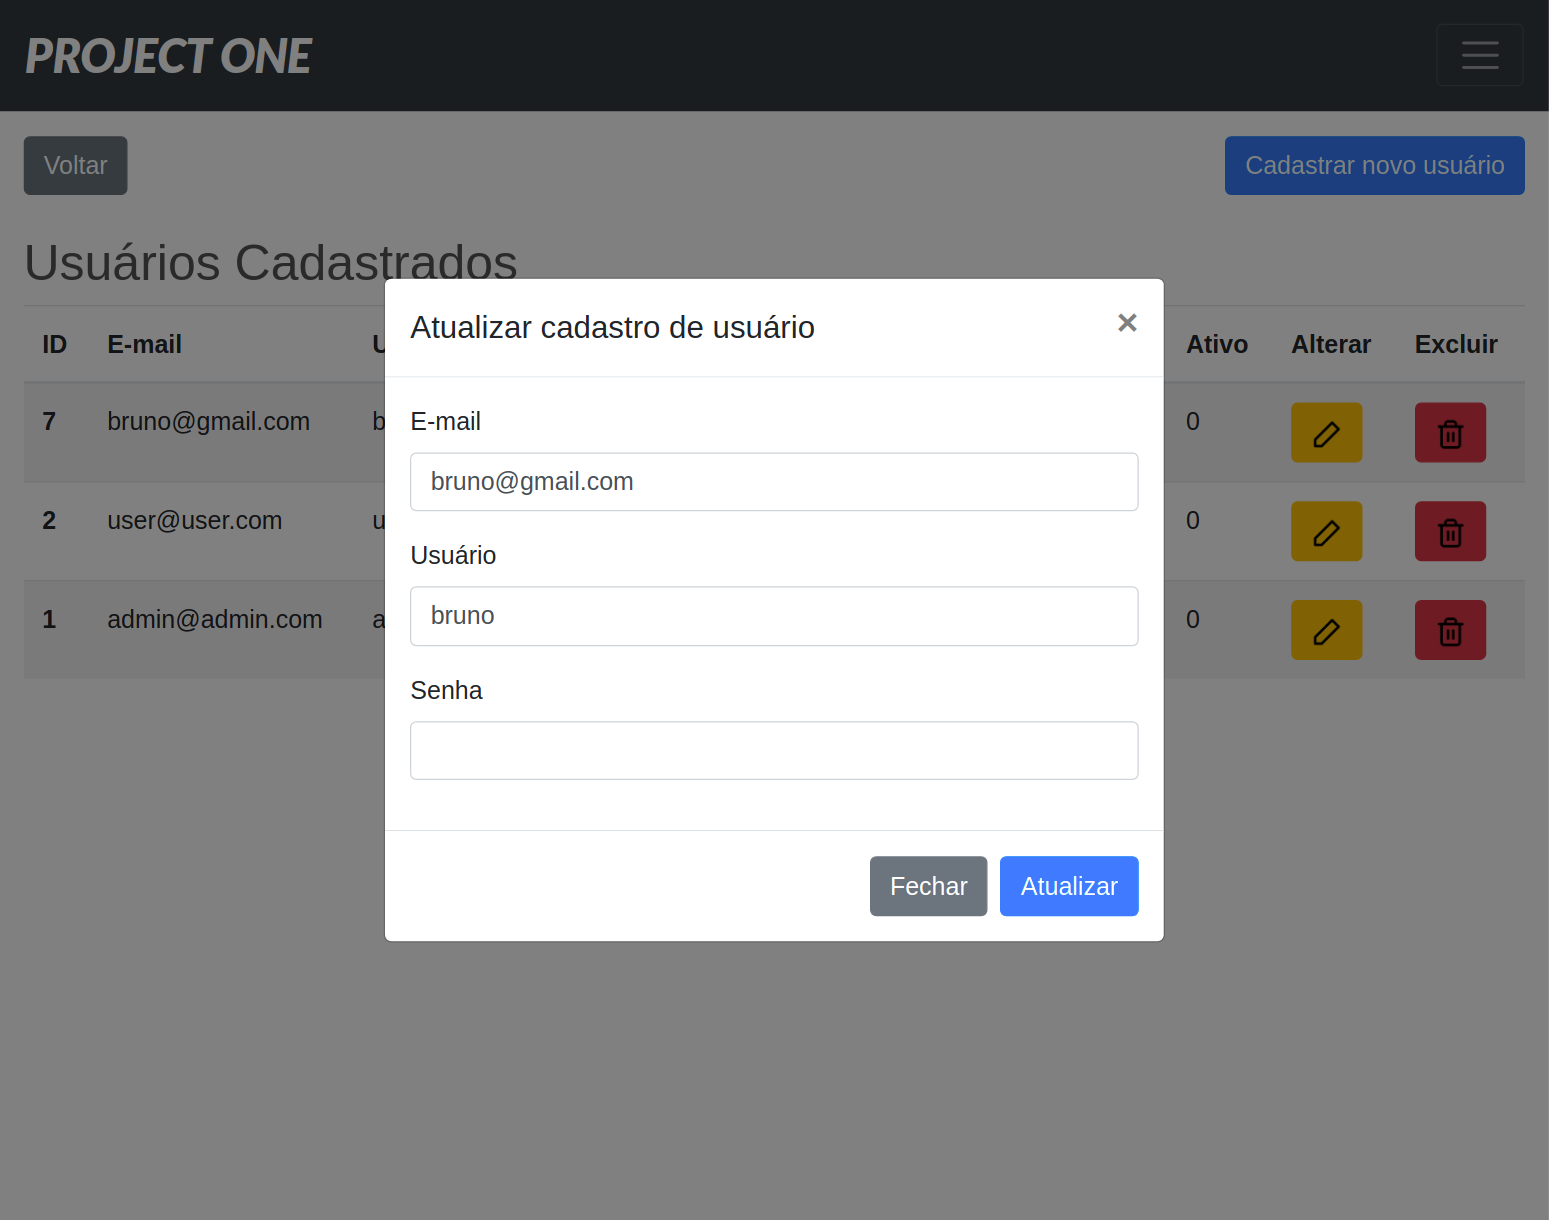 PROJECT ONE
Voltar
Cadastrar novo usuário
Usuários Cadastrados
ID E-mail U Ativo Alterar Excluir
7 bruno@gmail.com b 0
2 user@user.com u 0
1 admin@admin.com a 0
Atualizar cadastro de usuário ×
E-mail
bruno@gmail.com
Usuário
bruno
Senha
Fechar Atualizar